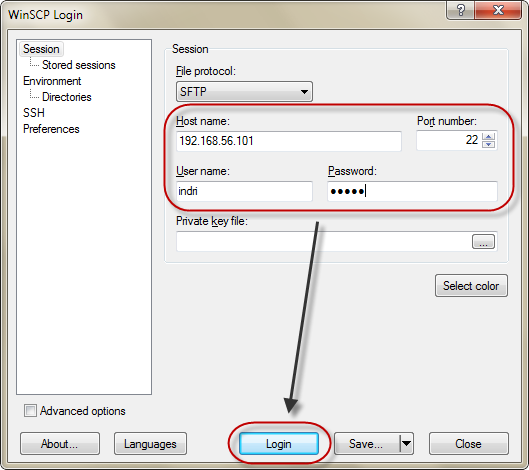 WinSCP Login
Session
Stored sessions
Environment
Directories
SSH
Preferences
Session
File protocol:
SFTP
Host name:
Port number:
192.168.56.101
22
User name:
Password:
indri
●●●●●
Private key file:
...
Select color
Advanced options
About...
Languages
Login
Save...
Close